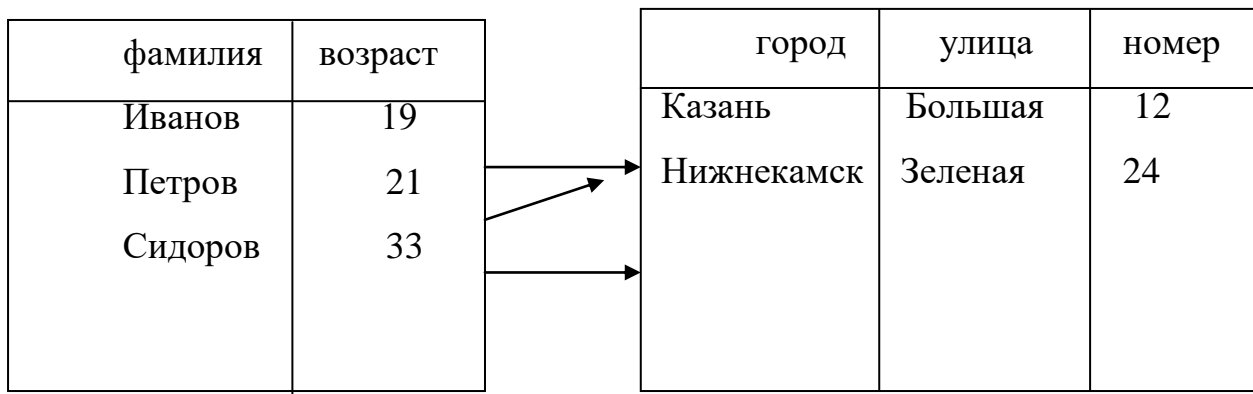 фамилия возраст
Иванов 19
Петров 21
Сидоров 33
город улица номер
Казань Большая 12
Нижнекамск Зеленая 24